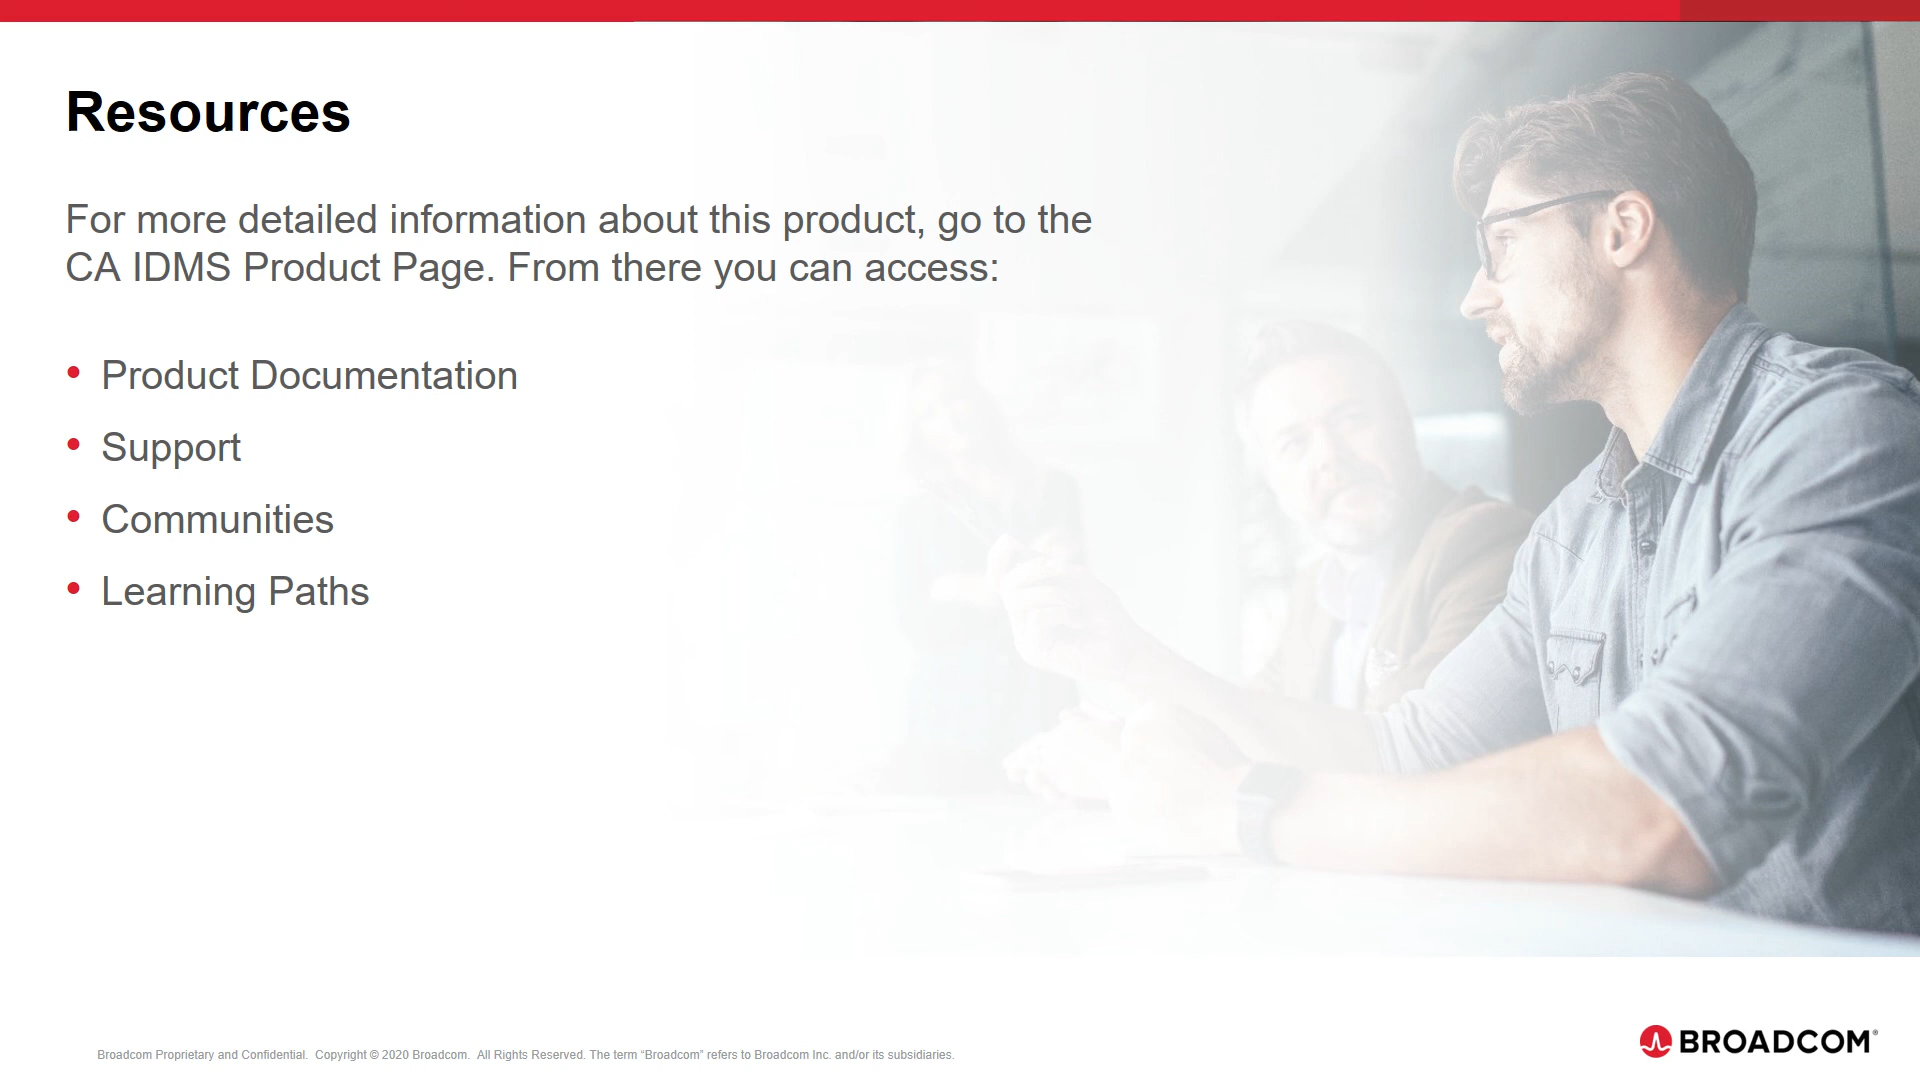 Resources
For more detailed information about this product, go to the
CA IDMS Product Page. From there you can access:
• Product Documentation
• Support
• Communities
• Learning Paths
Broadcom Proprietary and Confidential.  Copyright © 2020 Broadcom.  All Rights Reserved. The term “Broadcom” refers to Broadcom Inc. and/or its subsidiaries.
BROADCOM®